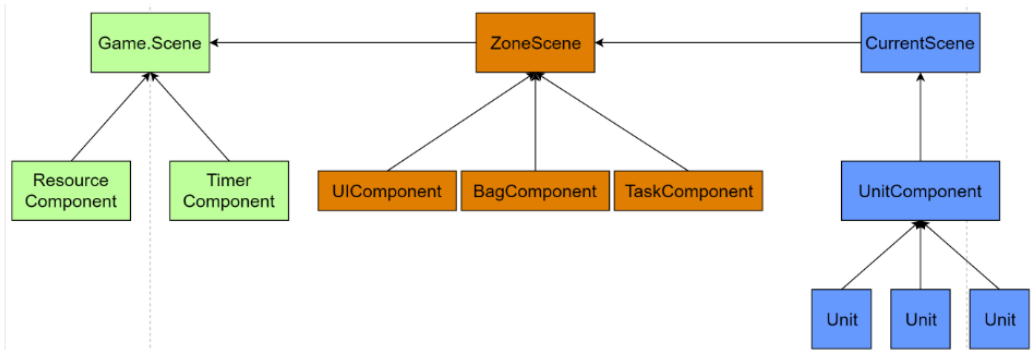 Game.Scene
ZoneScene
CurrentScene
Resource
Component
Timer
Component
UIComponent
BagComponent
TaskComponent
UnitComponent
Unit
Unit
Unit